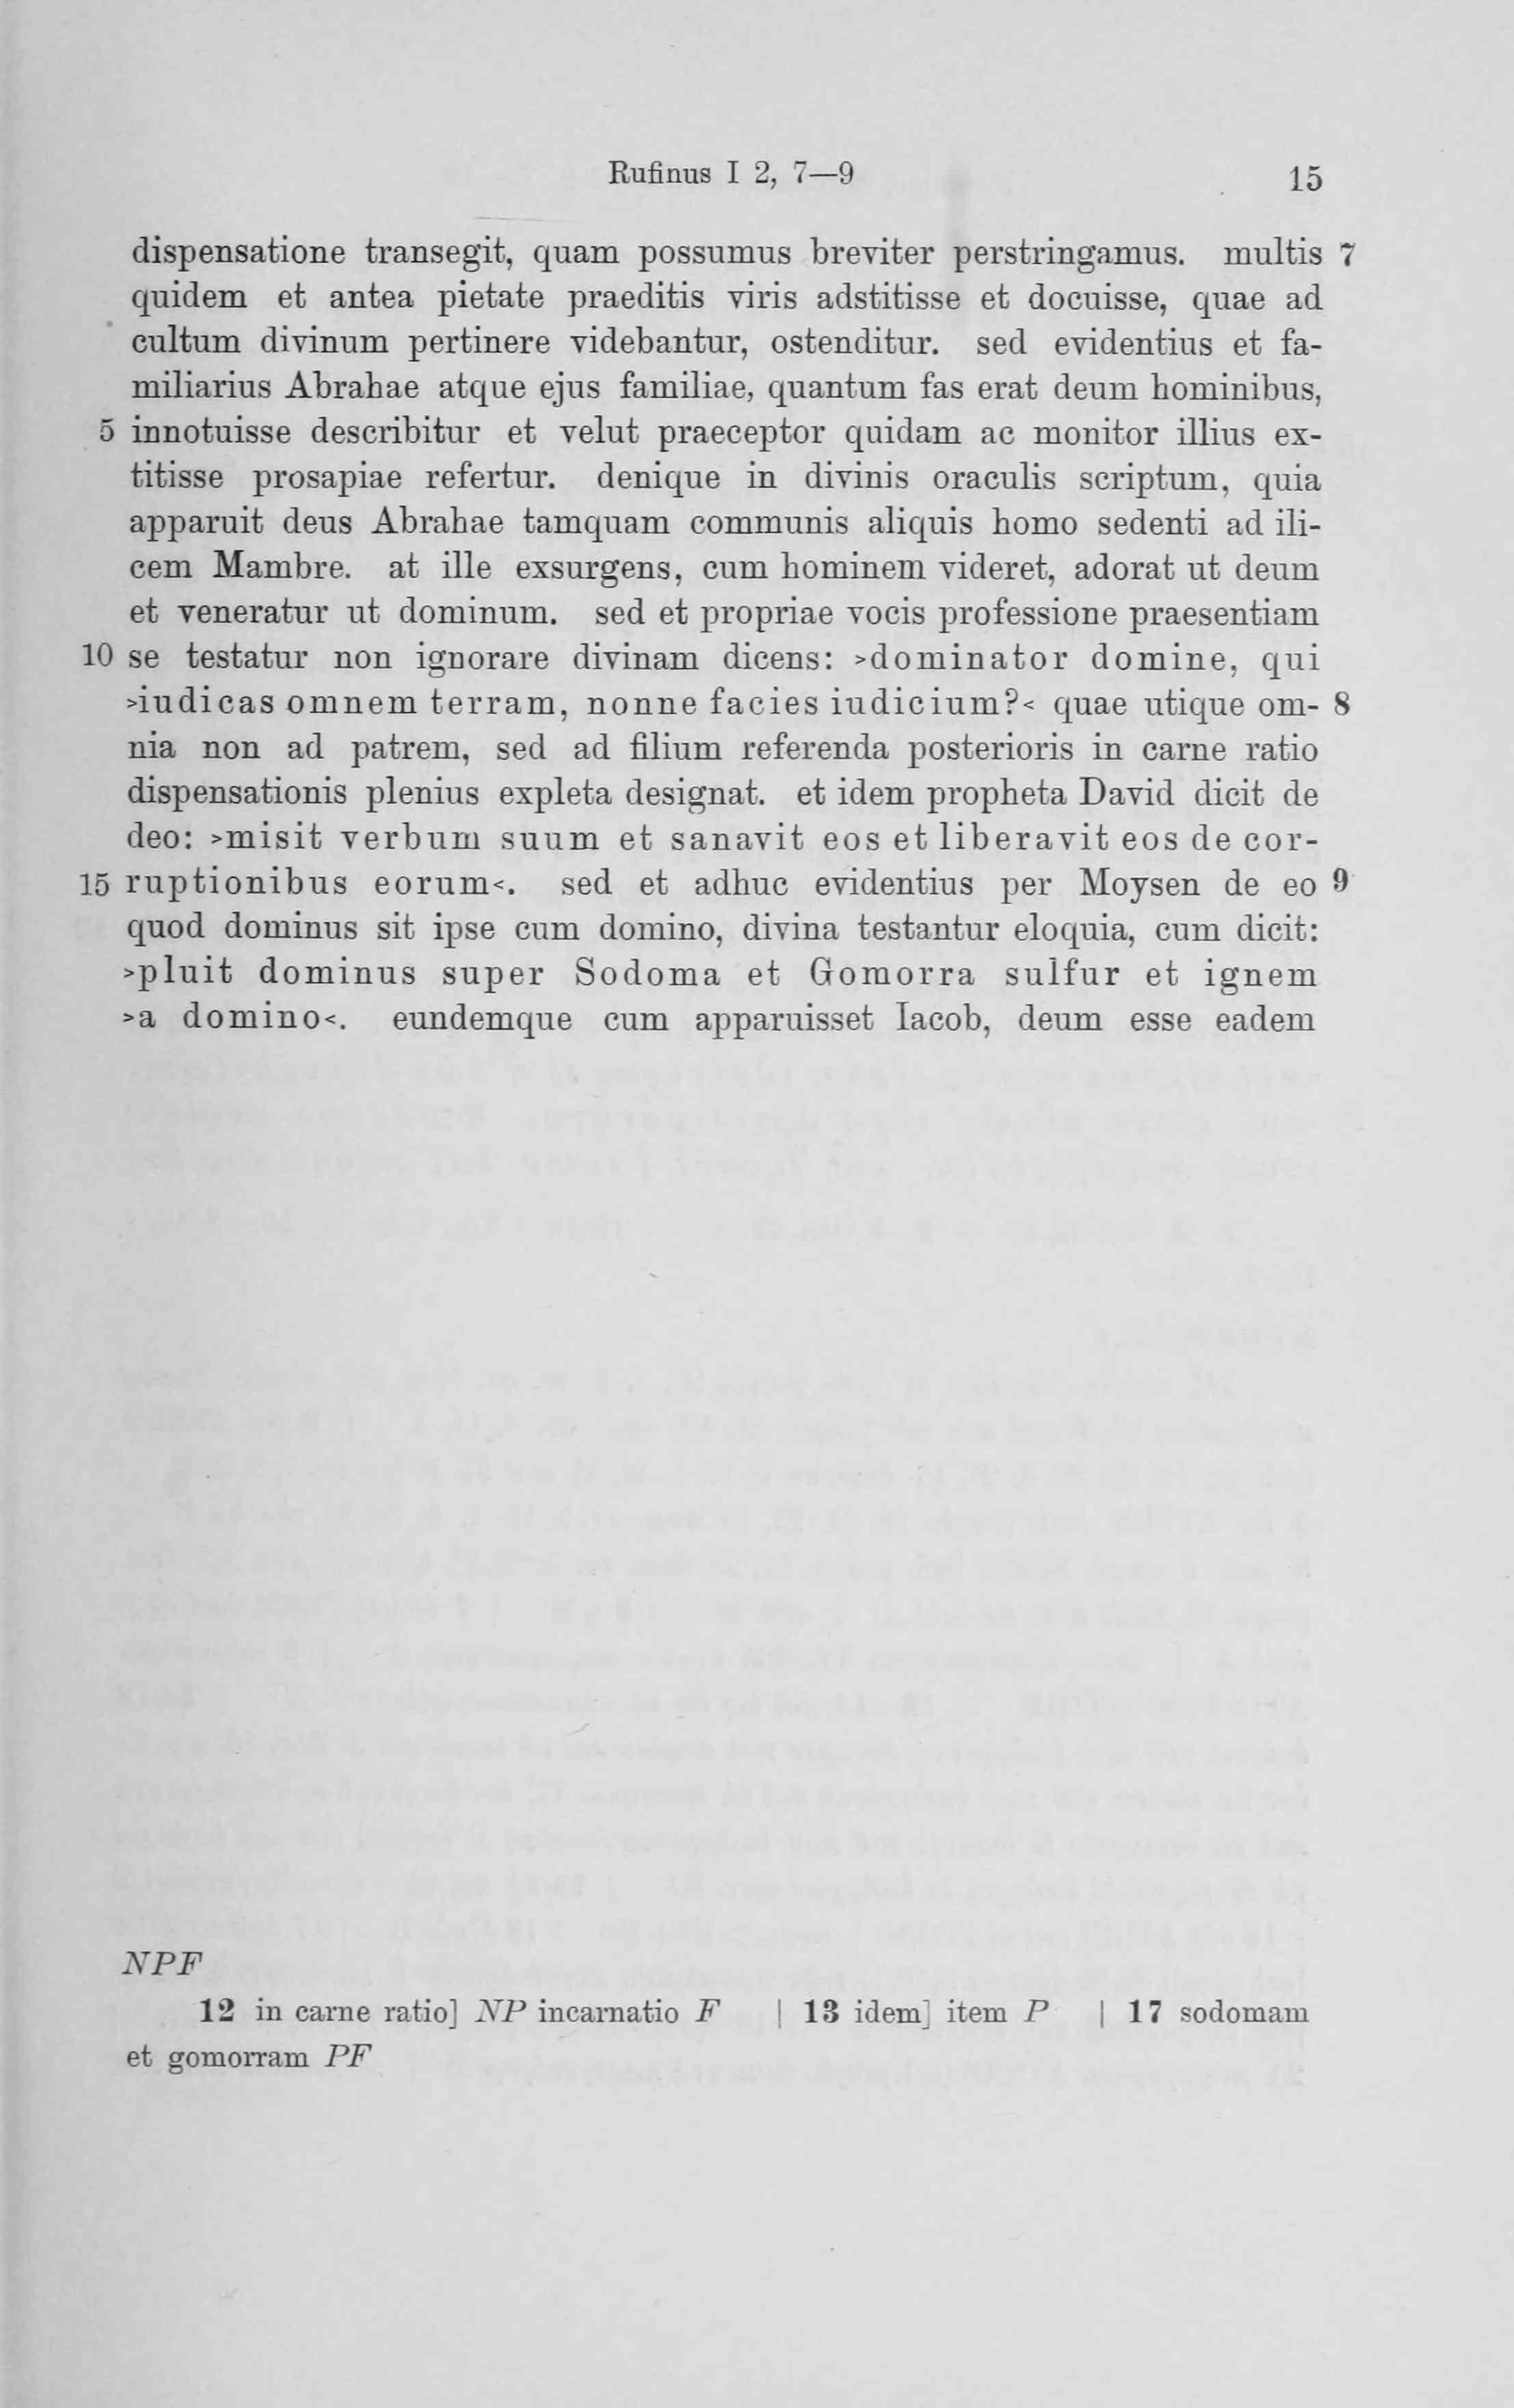 Rufinus I 2, 7—9 15
dispensatione transegit, quam possumus breviter perstringamus. multis 7
quidem et antea pietate praeditis viris adstitisse et docuisse, quae ad
cultum divinum pertinere videbantur, ostenditur. sed evidentius et fa-
miliarius Abrahae atque ejus familiae, quantum fas erat deum hominibus,
5 innotuisse describitur et velut praeceptor quidam ac monitor illius ex-
titisse prosapiae refertur. denique in divinis oraculis scriptum, quia
apparuit deus Abrahae tamquam communis aliquis homo sedenti ad ili-
cem Mambre. at ille exsurgens, cum hominem videret, adorat ut deum
et veneratur ut dominum. sed et propriae vocis professione praesentiam
10 se testatur non ignorare divinam dicens: >dominator domine, qui
>iudicas omnem terram, nonne facies iudicium?< quae utique om- 8
nia non ad patrem, sed ad filium referenda posterioris in carne ratio
dispensationis plenius expleta designat. et idem propheta David dicit de
deo: >misit verbum suum et sanavit eos et liberavit eos de cor-
15 ruptionibus eorum<. sed et adhuc evidentius per Moysen de eo 9
quod dominus sit ipse cum domino, divina testantur eloquia, cum dicit:
>pluit dominus super Sodoma et Gomorra sulfur et ignem
>a domino<. eundemque cum apparuisset Iacob, deum esse eadem
NPF
12 in carne ratio] NP incarnatio F | 13 idem] item P | 17 sodomam
et gomorram PF